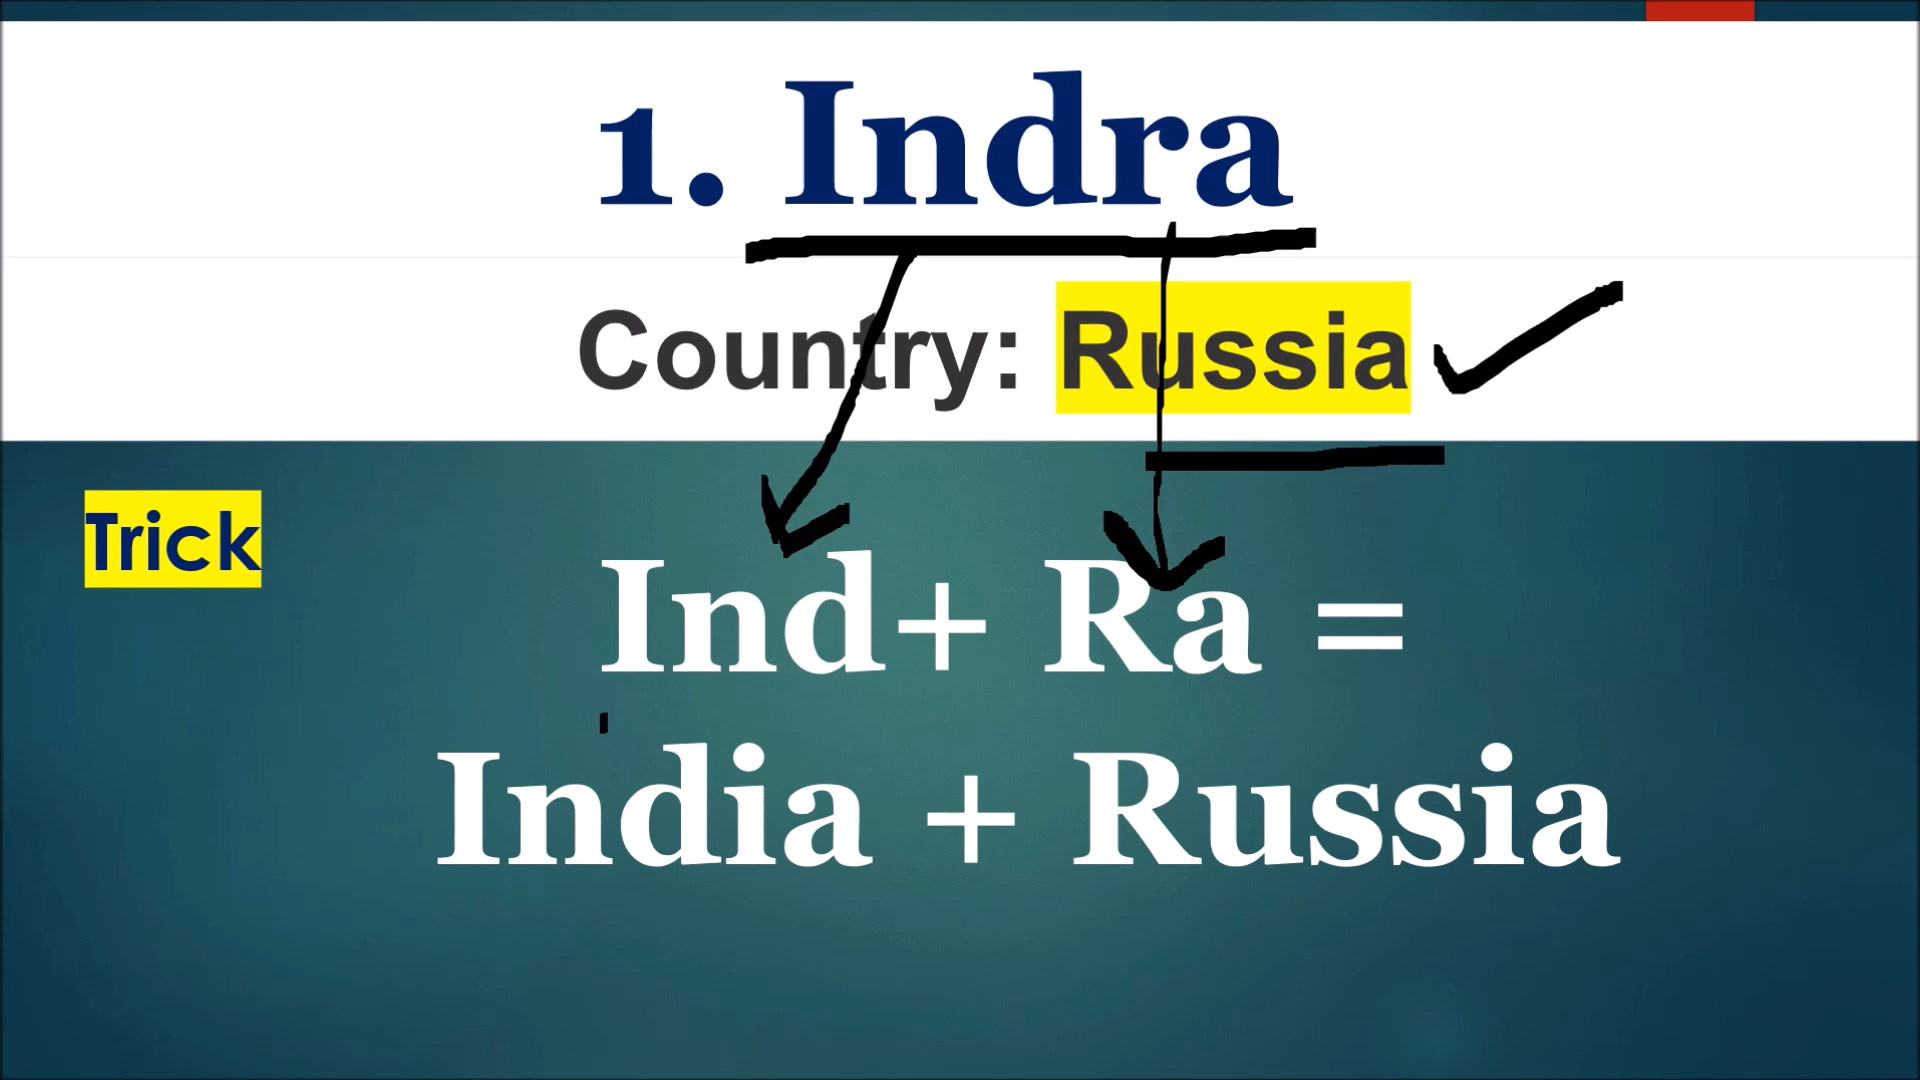 1. Indra
Country: Russia
Trick
Ind+ Ra =
India + Russia